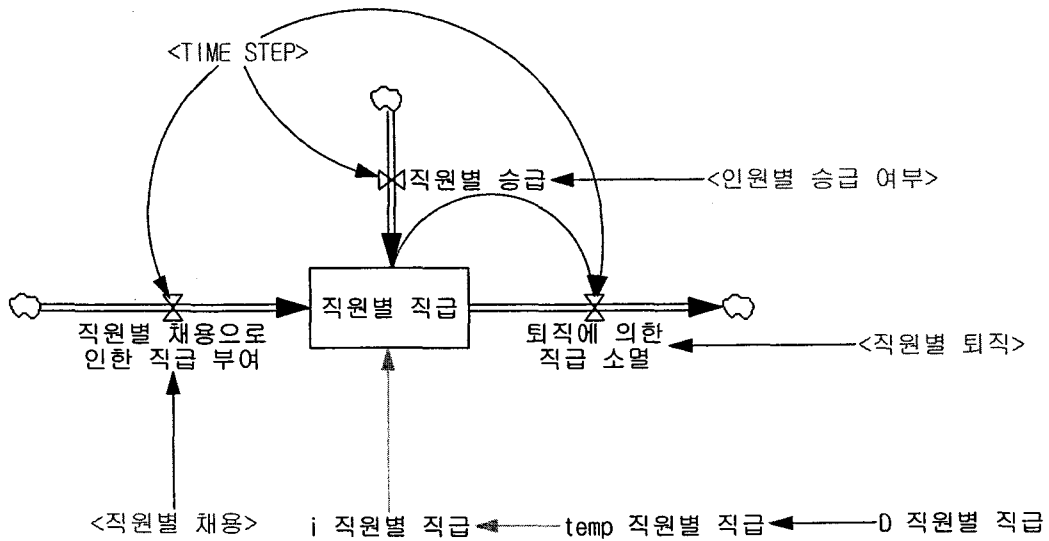 <TIME STEP>
직원별 승급
<인원별 승급 여부>
직원별 직급
직원별 채용으로
인한 직급 부여
퇴직에 의한
직급 소멸
<직원별 퇴직>
<직원별 채용>
i 직원별 직급
temp 직원별 직급
D 직원별 직급